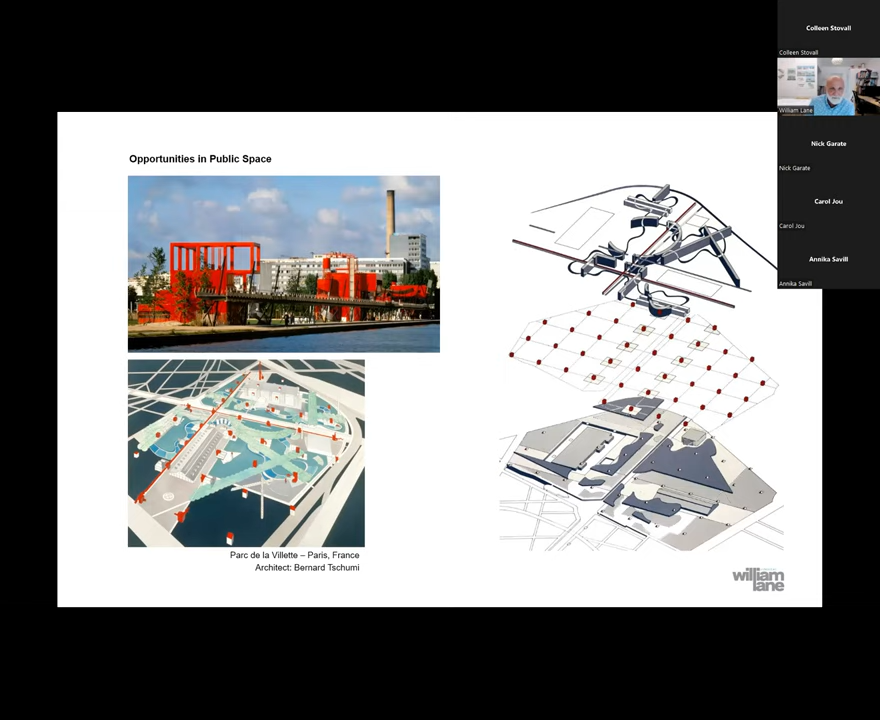 Colleen Stovall
Colleen Stovall
William Lane
Nick Garate
Nick Garate
Carol Jou
Carol Jou
Annika Savill
Annika Savill
Opportunities in Public Space
Parc de la Villette – Paris, France
Architect: Bernard Tschumi
william
lane